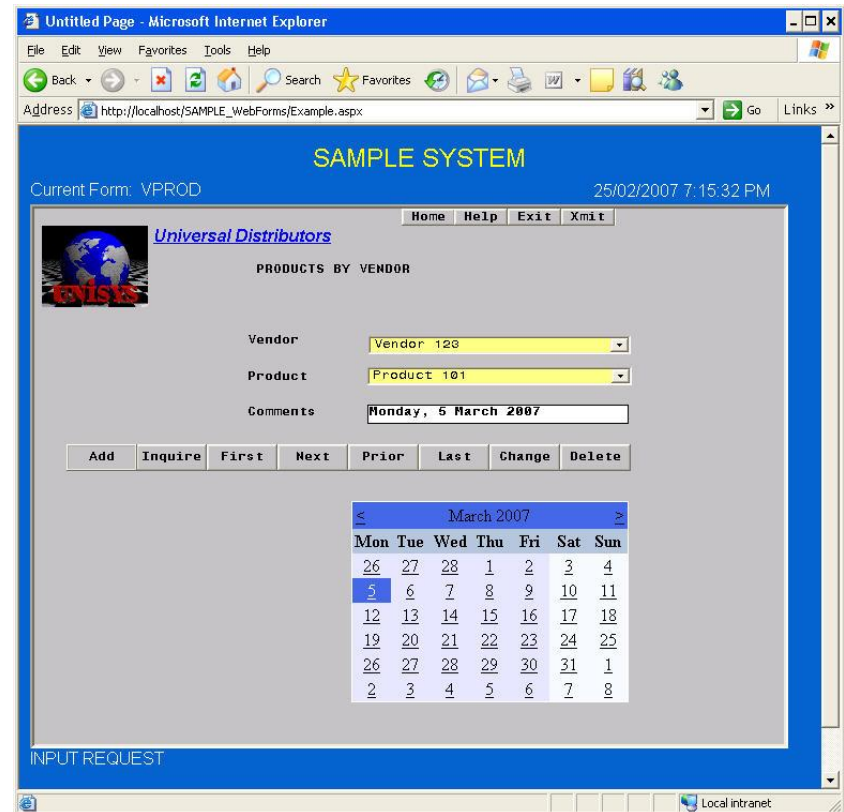 Untitled Page - Microsoft Internet Explorer
File Edit View Favorites Tools Help
Back Search Favorites
Address http://localhost/SAMPLE_WebForms/Example.aspx Go Links »
SAMPLE SYSTEM
Current Form: VPROD 25/02/2007 7:15:32 PM
Home Help Exit Xmit
Universal Distributors
UNISYS
PRODUCTS BY VENDOR
Vendor Vendor 123
Product Product 101
Comments Monday, 5 March 2007
Add Inquire First Next Prior Last Change Delete
< March 2007 >
Mon Tue Wed Thu Fri Sat Sun
26 27 28 1 2 3 4
5 6 7 8 9 10 11
12 13 14 15 16 17 18
19 20 21 22 23 24 25
26 27 28 29 30 31 1
2 3 4 5 6 7 8
INPUT REQUEST
Local intranet